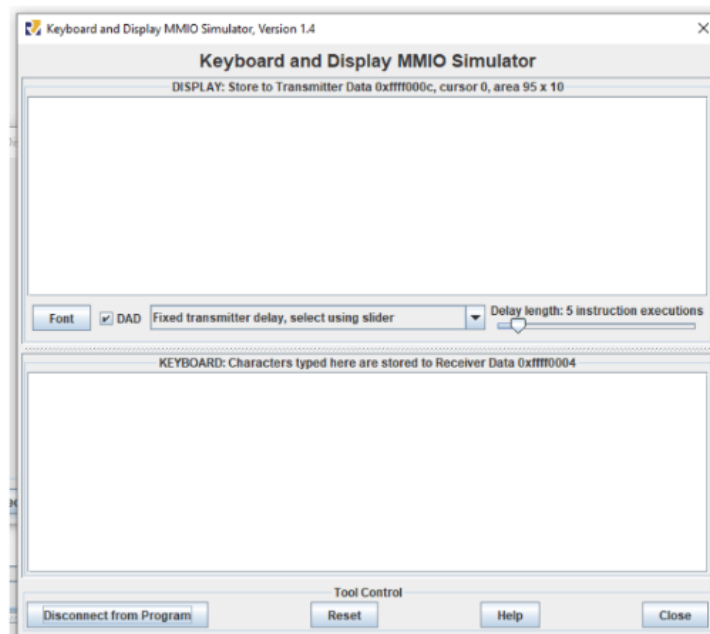 Keyboard and Display MMIO Simulator, Version 1.4
Keyboard and Display MMIO Simulator
DISPLAY: Store to Transmitter Data 0xffff000c, cursor 0, area 95 x 10
Font
DAD
Fixed transmitter delay, select using slider
Delay length: 5 instruction executions
KEYBOARD: Characters typed here are stored to Receiver Data 0xffff0004
Tool Control
Disconnect from Program
Reset
Help
Close